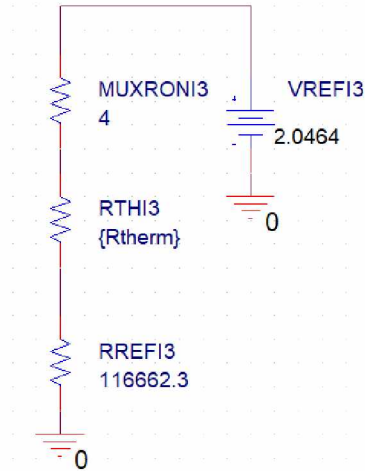 MUXRONI3
4
VREFI3
2.0464
0
RTHI3
{Rtherm}
RREFI3
116662.3
0